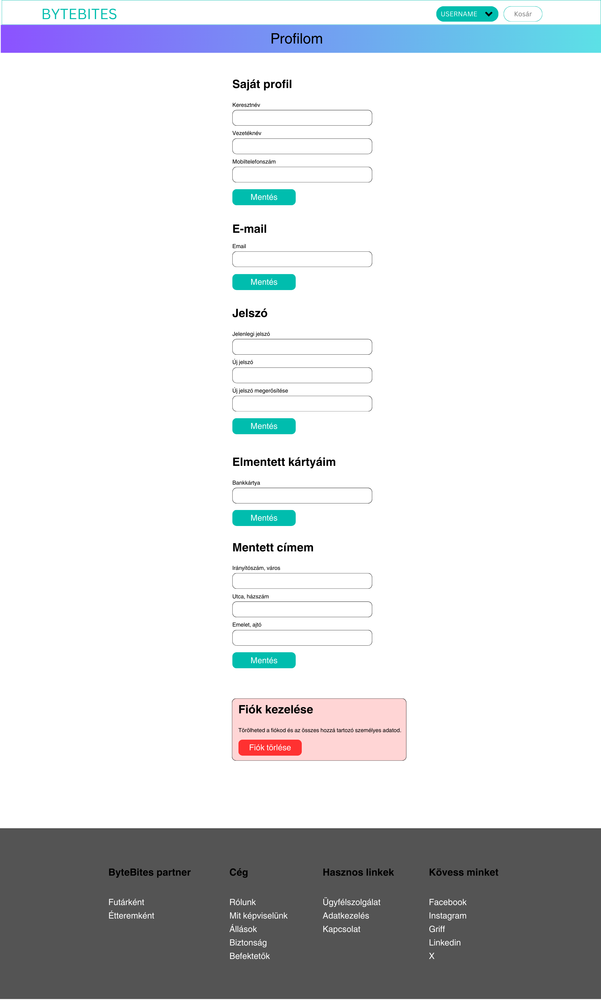 BYTEBITES
USERNAME
Kosár
Profilom
Saját profil
Keresztnév
Vezetéknév
Mobiltelefonszám
Mentés
E-mail
Email
Mentés
Jelszó
Jelenlegi jelszó
Új jelszó
Új jelszó megerősítése
Mentés
Elmentett kártyáim
Bankkártya
Mentés
Mentett címem
Irányítószám, város
Utca, házszám
Emelet, ajtó
Mentés
Fiók kezelése
Törölheted a fiókod és az összes hozzá tartozó személyes adatod.
Fiók törlése
ByteBites partner
Futárként
Étteremként
Cég
Rólunk
Mit képviselünk
Állások
Biztonság
Befektetők
Hasznos linkek
Ügyfélszolgálat
Adatkezelés
Kapcsolat
Kövess minket
Facebook
Instagram
Griff
Linkedin
X